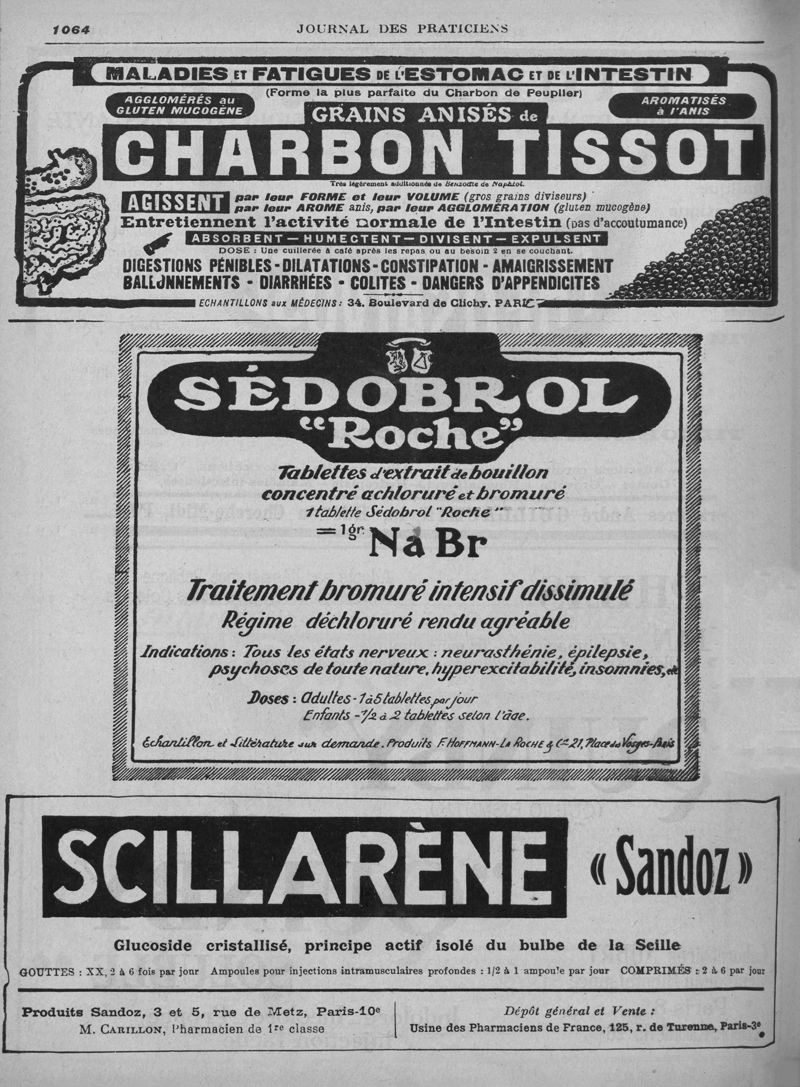 1064
JOURNAL DES PRATICIENS
MALADIES ET FATIGUES DE L'ESTOMAC ET DE L'INTESTIN
(Forme la plus parfaite du Charbon de Peuplier)
AGGLOMÉRÉS au
GLUTEN MUCOGÈNE
AROMATISÉS
à l'ANIS
GRAINS ANISÉS de
CHARBON TISSOT
Très légèrement additionnés de Benzoate de Naphtol.
AGISSENT
par leur FORME et leur VOLUME (gros grains diviseurs)
par leur AROME anis, par leur AGGLOMÉRATION (gluten mucogène)
Entretiennent l'activité normale de l'Intestin (pas d'accoutumance)
ABSORBENT — HUMECTENT — DIVISENT — EXPULSENT
DOSE : Une cuillerée à café après les repas ou au besoin 2 en se couchant.
DIGESTIONS PÉNIBLES - DILATATIONS - CONSTIPATION - AMAIGRISSEMENT
BALLONNEMENTS - DIARRHÉES - COLITES - DANGERS D'APPENDICITES
ECHANTILLONS aux MÉDECINS : 34. Boulevard de Clichy, PARIS
SÉDOBROL
"Roche"
Tablettes d'extrait de bouillon
concentré achloruré et bromuré
1 tablette Sédobrol "Roche"
= 1gr. Na Br
Traitement bromuré intensif dissimulé
Régime déchloruré rendu agréable
Indications : Tous les états nerveux : neurasthénie, épilepsie,
psychoses de toute nature, hyperexcitabilité, insomnies, etc
Doses : Adultes - 1 à 5 tablettes par jour
Enfants - 1/2 à 2 tablettes selon l'âge.
Echantillon et Littérature sur demande. Produits F. HOFFMANN-LA ROCHE & Cie 21, Place des Vosges-Paris
SCILLARÈNE
« Sandoz »
Glucoside cristallisé, principe actif isolé du bulbe de la Scille
GOUTTES : XX, 2 à 6 fois par jour Ampoules pour injections intramusculaires profondes : 1/2 à 1 ampoule par jour COMPRIMÉS : 2 à 6 par jour
Produits Sandoz, 3 et 5, rue de Metz, Paris-10e
M. CARILLON, Pharmacien de 1re classe
Dépôt général et Vente :
Usine des Pharmaciens de France, 125, r. de Turenne, Paris-3e